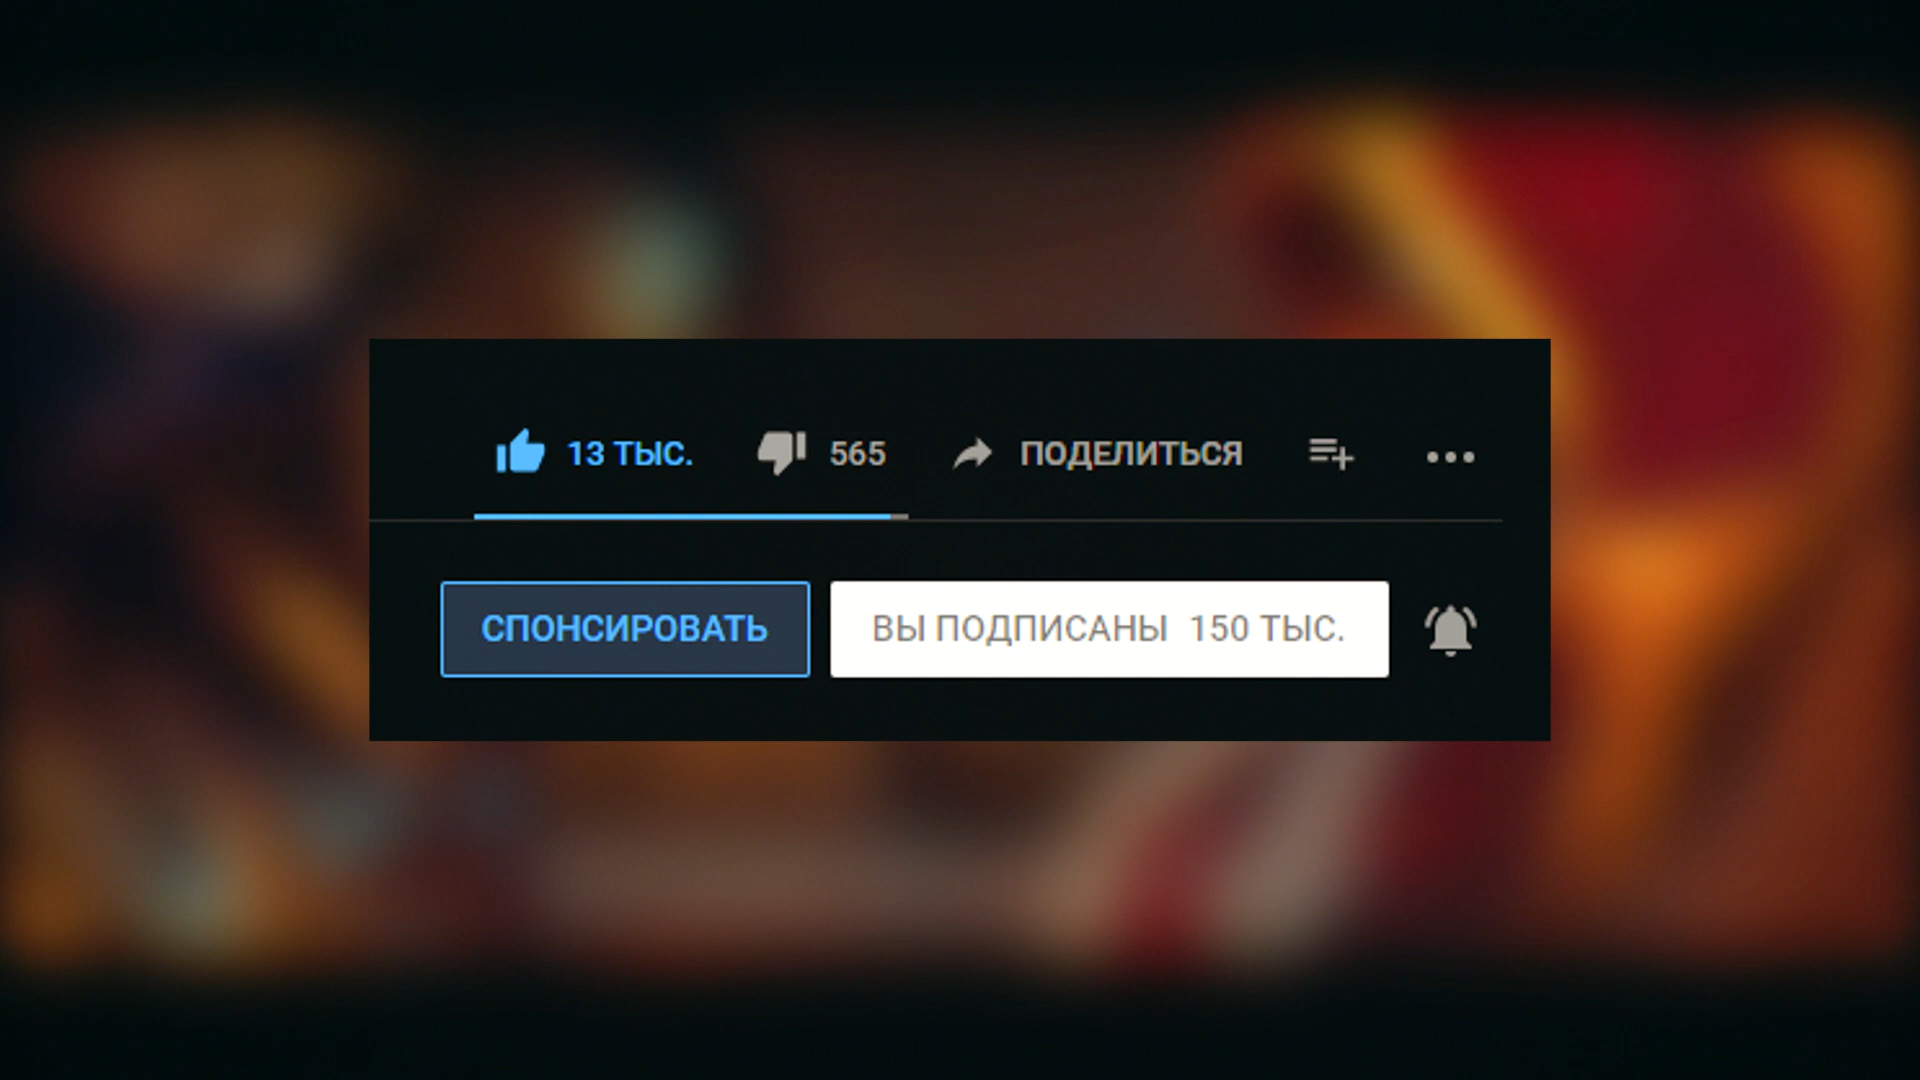 13 ТЫС. 565 ПОДЕЛИТЬСЯ
СПОНСИРОВАТЬ ВЫ ПОДПИСАНЫ 150 ТЫС.